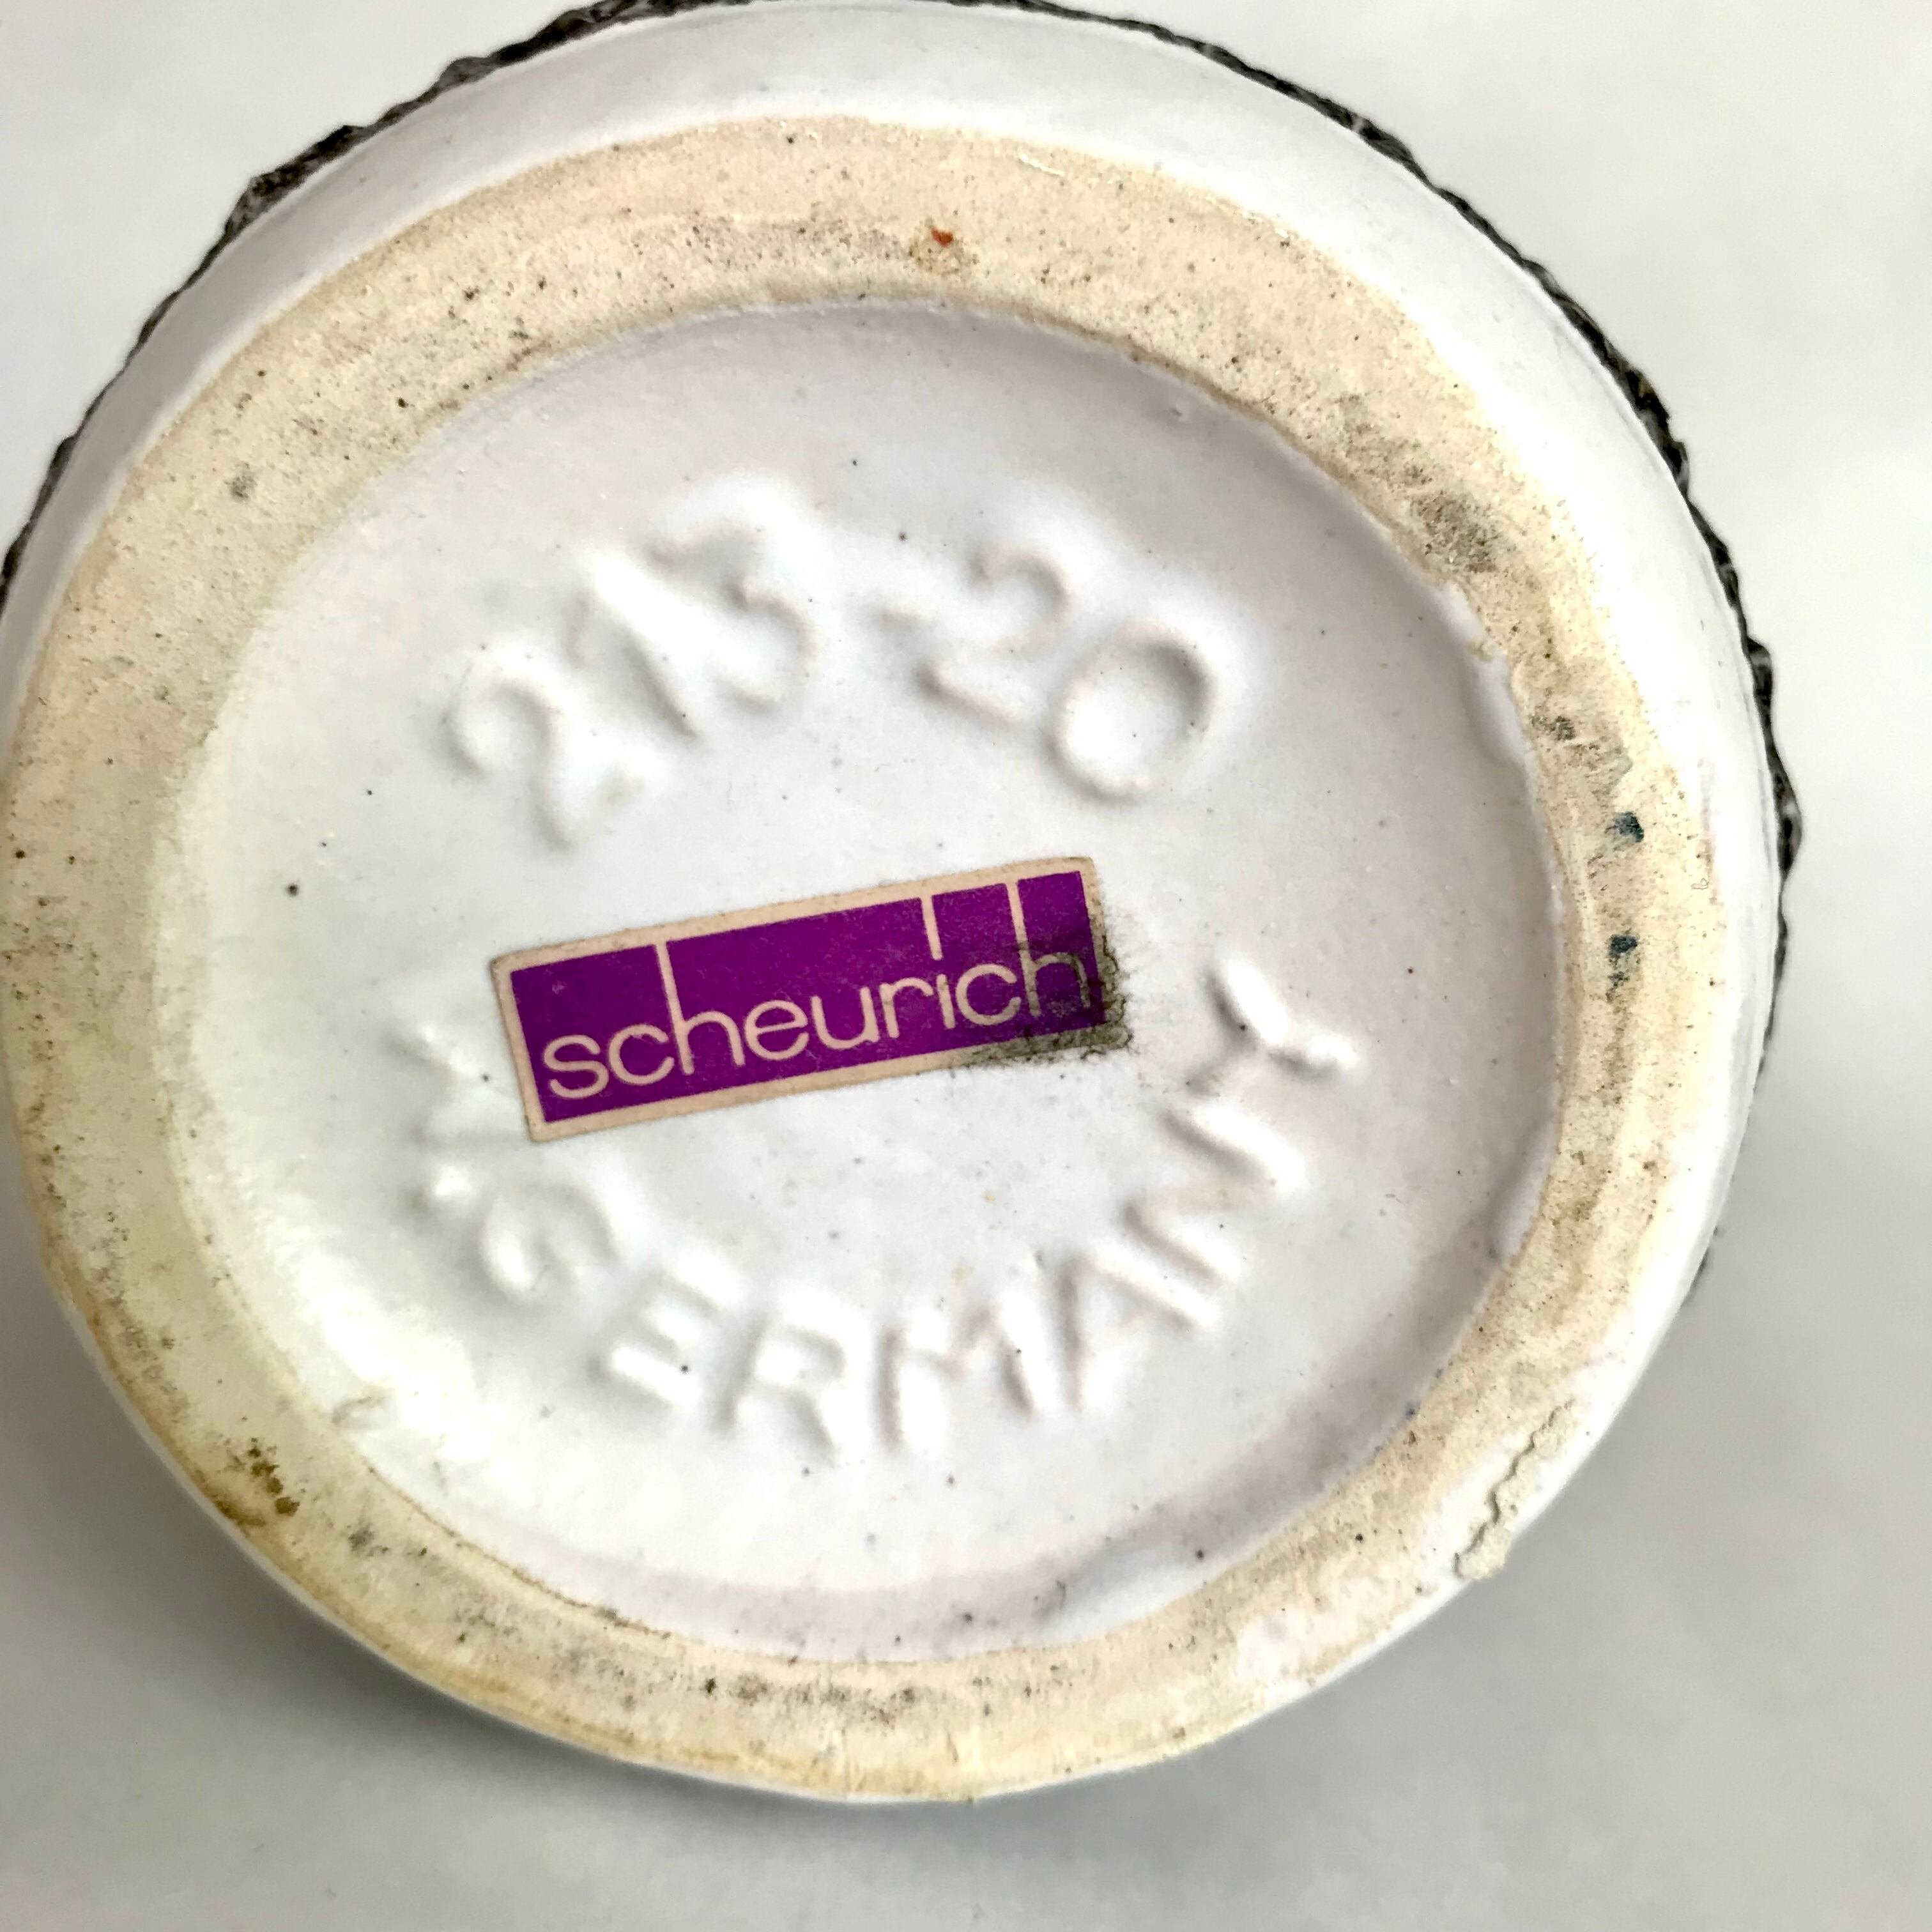 213-20
scheurich
W. GERMANY